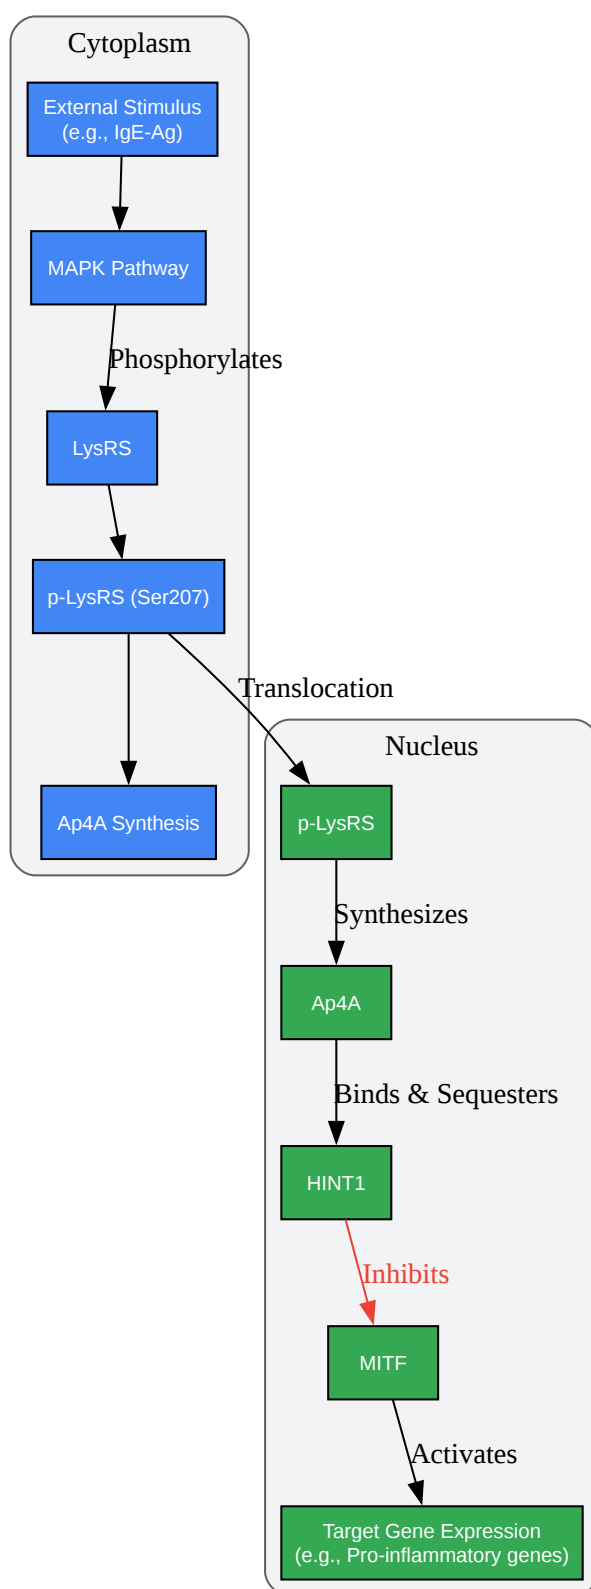 Cytoplasm
External Stimulus
(e.g., IgE-Ag)
MAPK Pathway
Phosphorylates
LysRS
p-LysRS (Ser207)
Translocation
Nucleus
Ap4A Synthesis
p-LysRS
Synthesizes
Ap4A
Binds & Sequesters
HINT1
Inhibits
MITF
Activates
Target Gene Expression
(e.g., Pro-inflammatory genes)